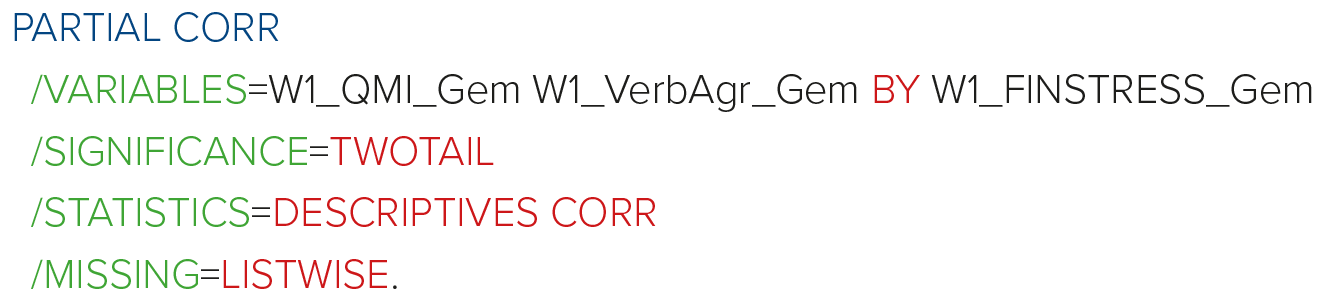 PARTIAL CORR
/VARIABLES=W1_QMI_Gem W1_VerbAgr_Gem BY W1_FINSTRESS_Gem
/SIGNIFICANCE=TWOTAIL
/STATISTICS=DESCRIPTIVES CORR
/MISSING=LISTWISE.